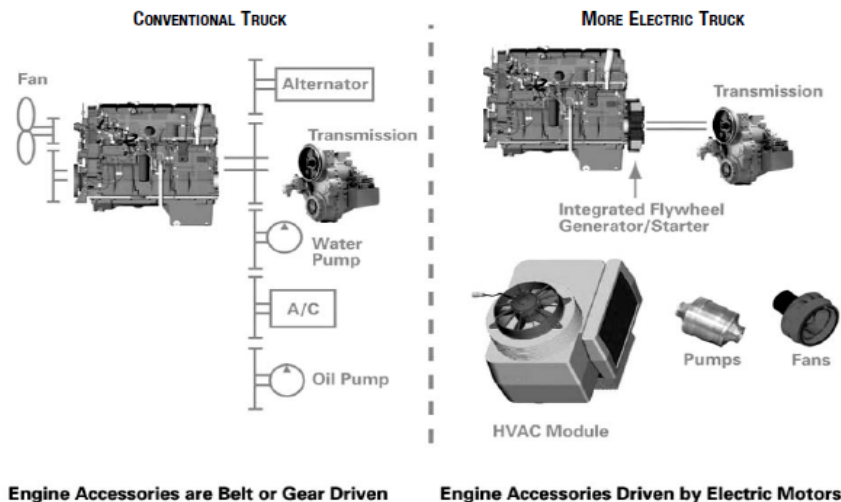 CONVENTIONAL TRUCK
Fan
Alternator
Transmission
Water
Pump
A/C
Oil Pump
Engine Accessories are Belt or Gear Driven
MORE ELECTRIC TRUCK
Transmission
Integrated Flywheel
Generator/Starter
Pumps
Fans
HVAC Module
Engine Accessories Driven by Electric Motors